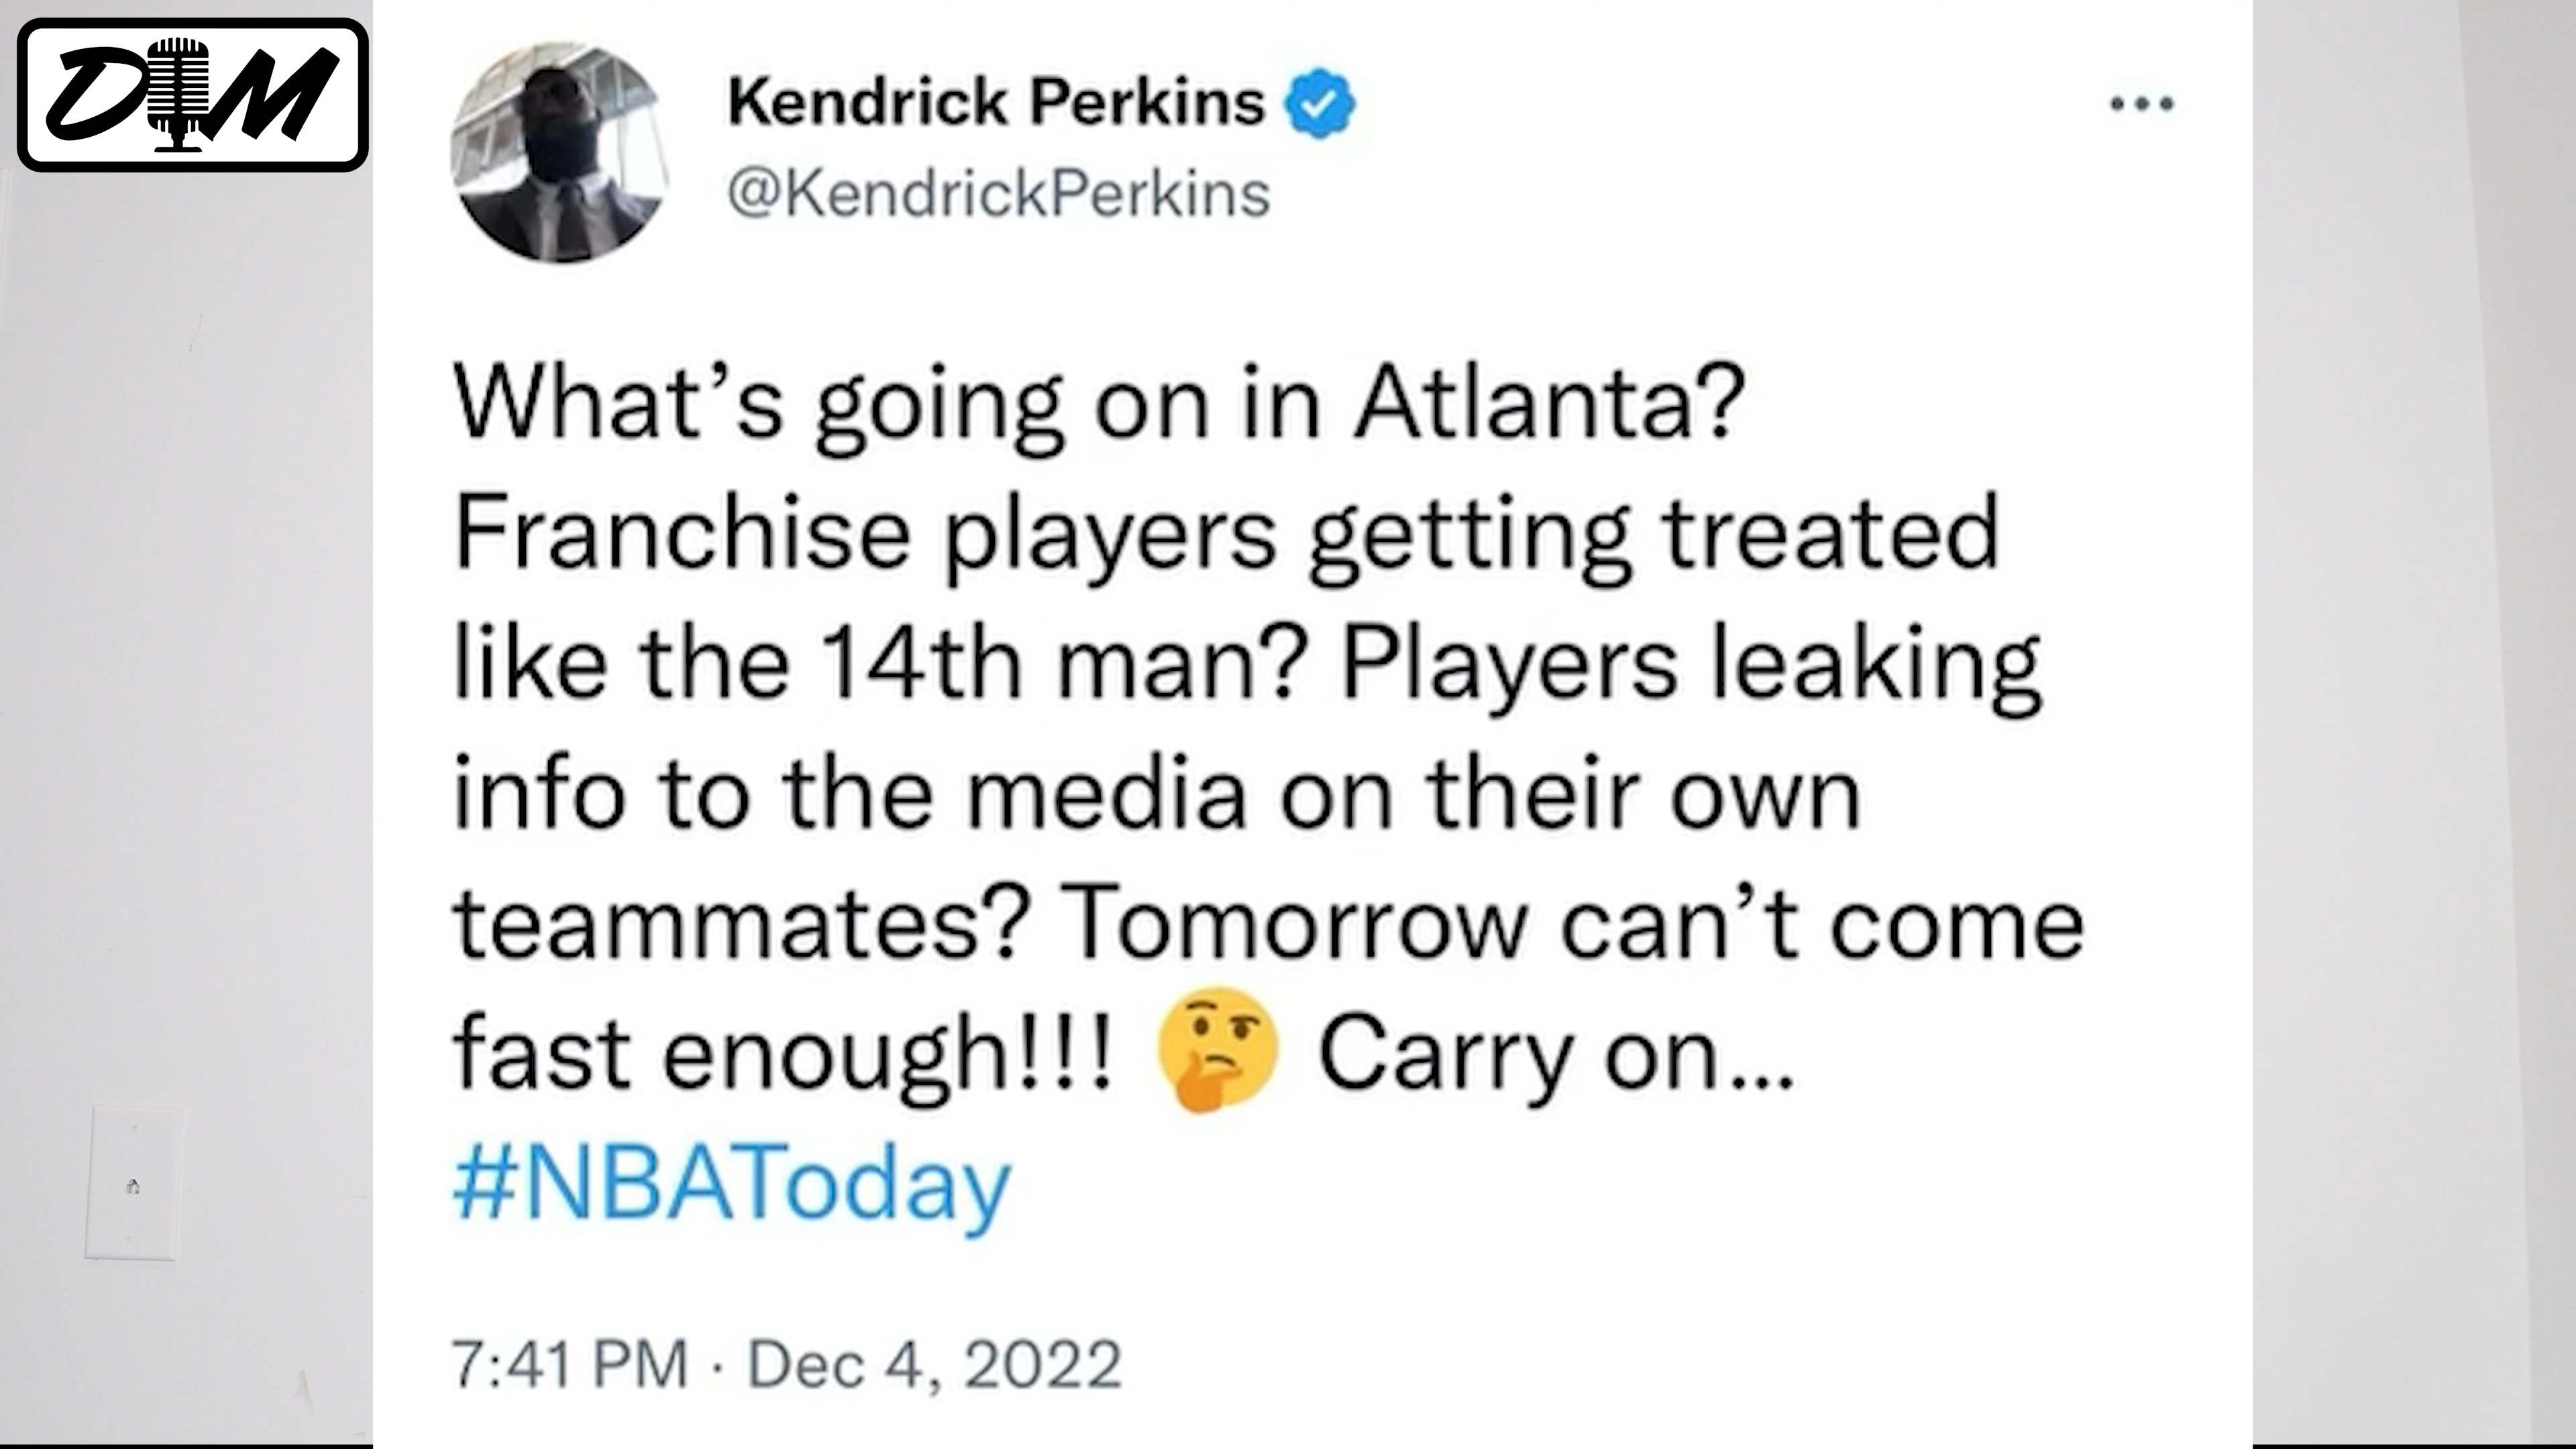 DM
Kendrick Perkins
@KendrickPerkins
What’s going on in Atlanta?
Franchise players getting treated
like the 14th man? Players leaking
info to the media on their own
teammates? Tomorrow can’t come
fast enough!!! 🤔 Carry on...
#NBAToday
7:41 PM · Dec 4, 2022